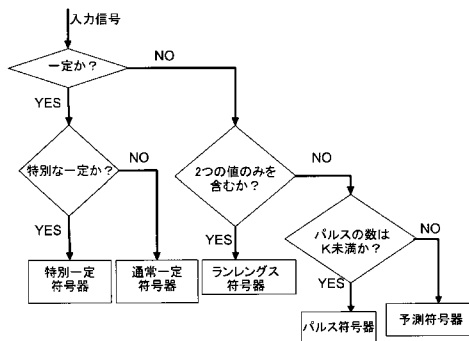 入力信号
一定か？
NO
YES
特別な一定か？
NO
2つの値のみを
含むか？
NO
YES
YES
パルスの数は
K未満か？
NO
特別一定
符号器
通常一定
符号器
ランレングス
符号器
YES
パルス符号器
予測符号器